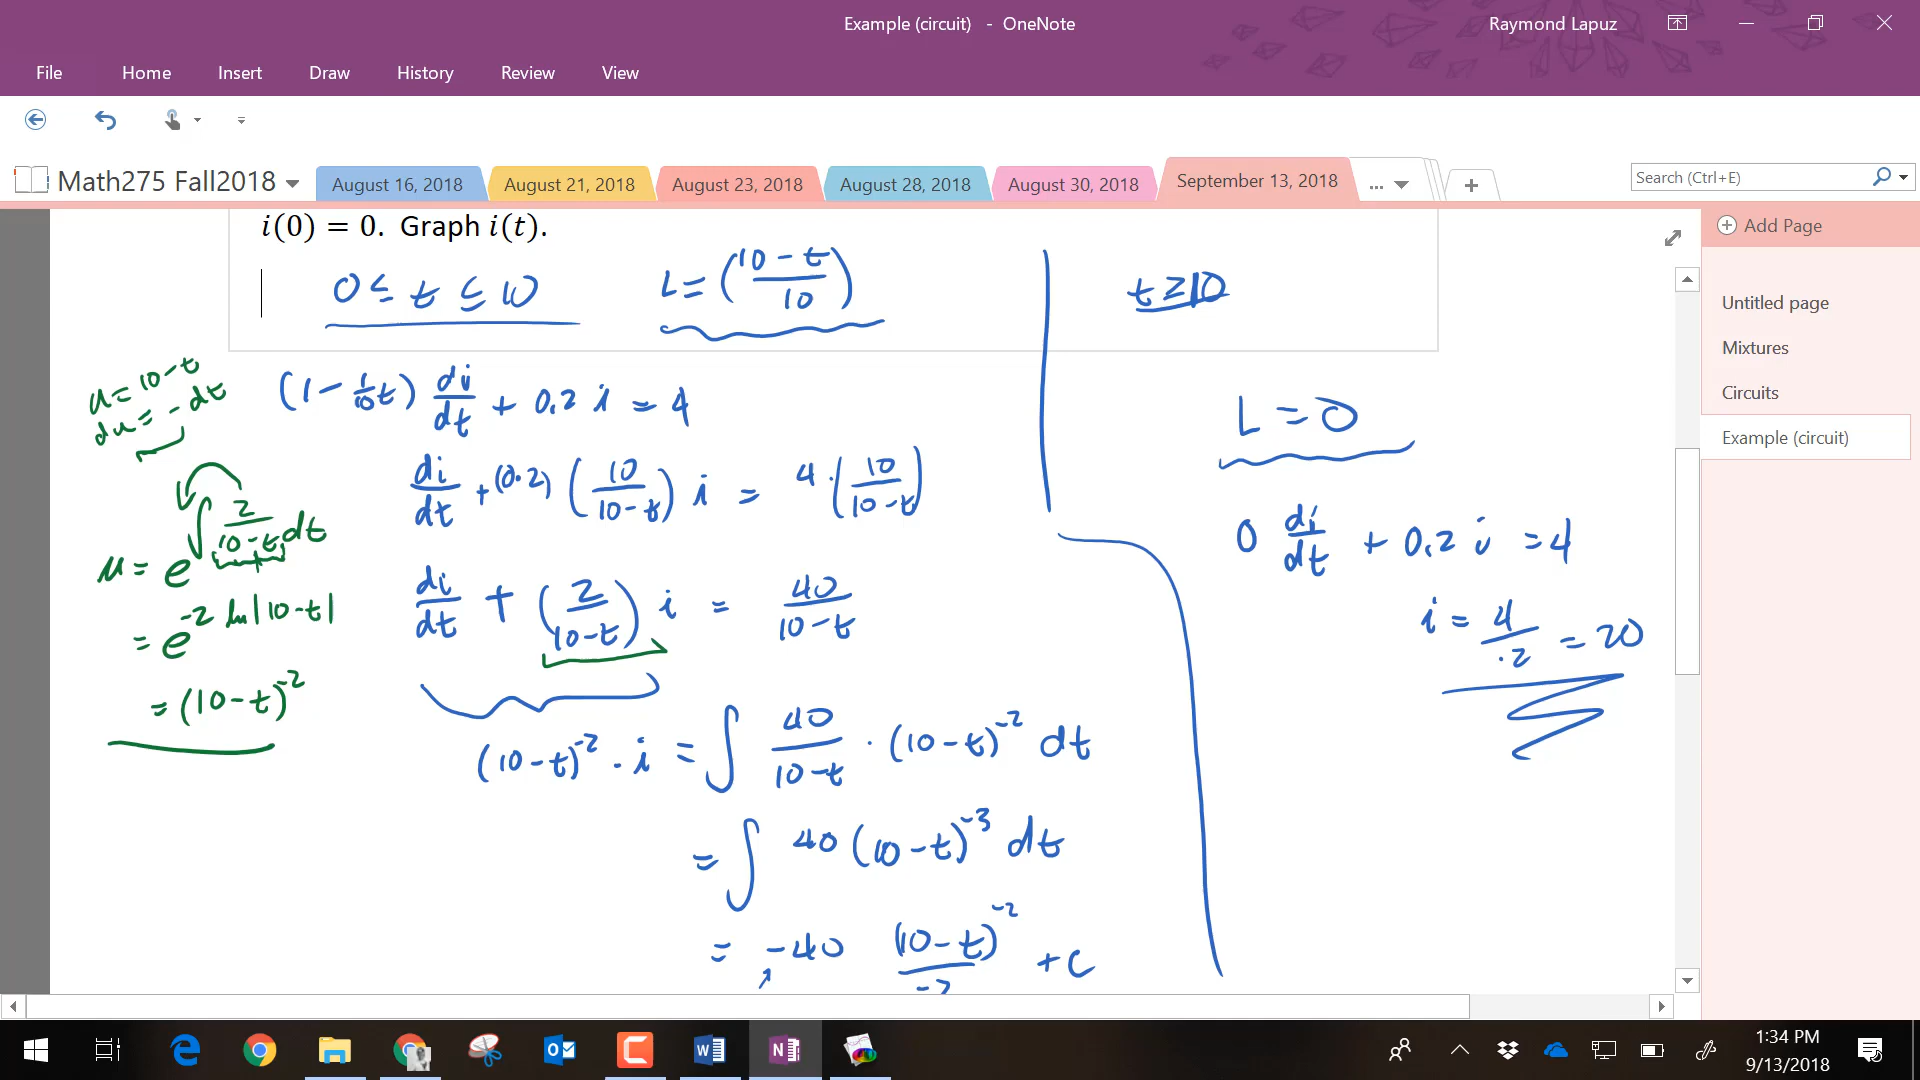 Example (circuit) - OneNote
Raymond Lapuz
File Home Insert Draw History Review View
Math275 Fall2018
August 16, 2018
August 21, 2018
August 23, 2018
August 28, 2018
August 30, 2018
September 13, 2018
...
Search (Ctrl+E)
i(0) = 0. Graph i(t).
0 ≤ t ≤ 10
L = ((10 - t)/10)
t ≥ 10
u = 10 - t
du = - dt
(1 - 1/10 t) di/dt + 0.2 i = 4
L = 0
di/dt + (0.2) (10/(10-t)) i = 4 · (10/(10-t))
0 di/dt + 0.2 i = 4
μ = e^∫ 2/(10-t) dt
di/dt + (2/(10-t)) i = 40/(10-t)
i = 4/.2 = 20
= e^-2 ln|10-t|
= (10-t)^-2
(10-t)^-2 · i = ∫ 40/(10-t) · (10-t)^-2 dt
= ∫ 40 (10-t)^-3 dt
= -40 (10-t)^-2/-2 + C
Add Page
Untitled page
Mixtures
Circuits
Example (circuit)
1:34 PM
9/13/2018